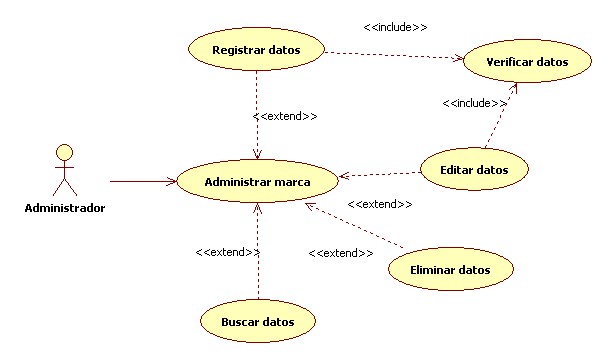 <<include>>
Registrar datos
Verificar datos
<<include>>
<<extend>>
Administrar marca
Editar datos
Administrador
<<extend>>
<<extend>>
<<extend>>
Eliminar datos
Buscar datos